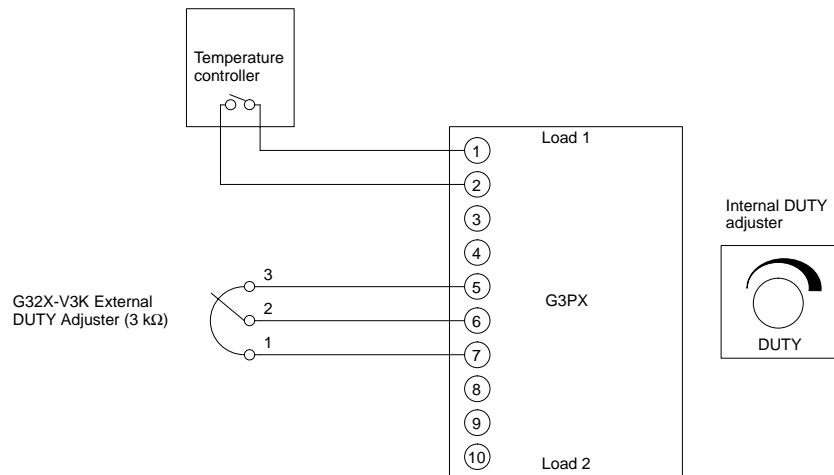 Temperature
controller
Load 1
1
2
3
4
Internal DUTY
adjuster
G32X-V3K External
DUTY Adjuster (3 kΩ)
3
2
1
5
6
7
G3PX
DUTY
8
9
10
Load 2